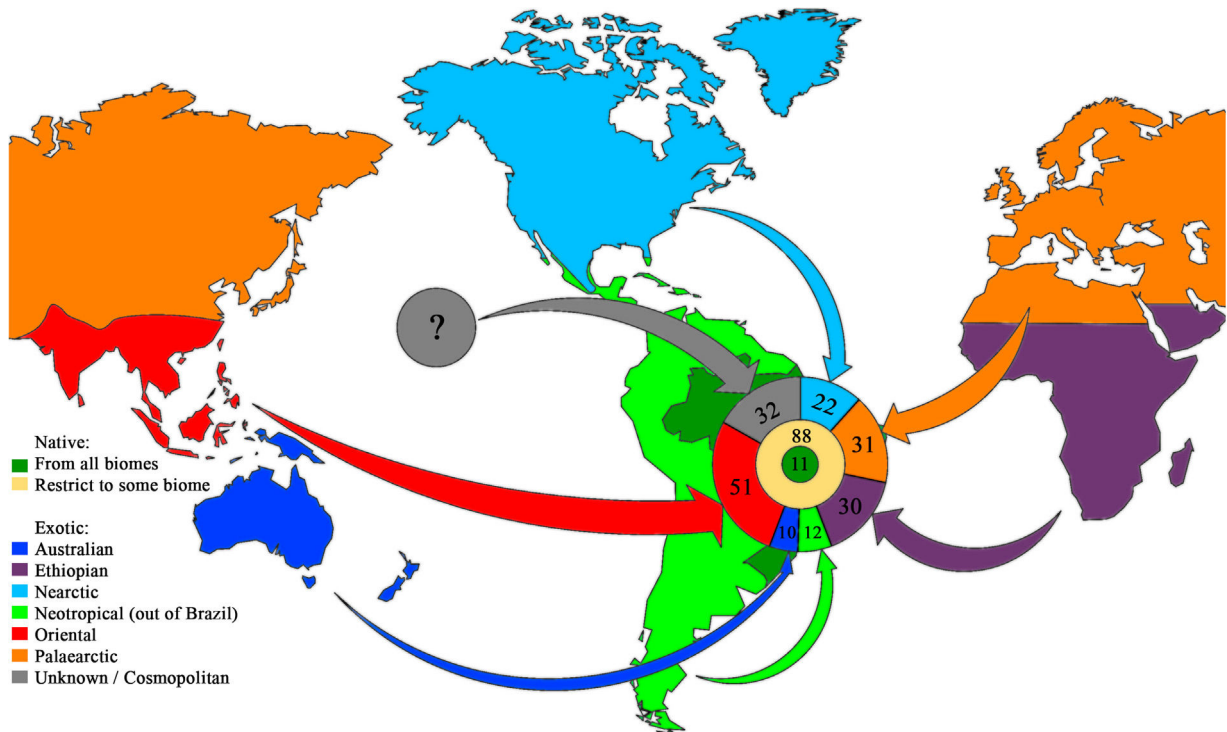 ?
32
22
88
31
11
51
30
10
12
Native:
From all biomes
Restrict to some biome
Exotic:
Australian
Ethiopian
Nearctic
Neotropical (out of Brazil)
Oriental
Palaearctic
Unknown / Cosmopolitan